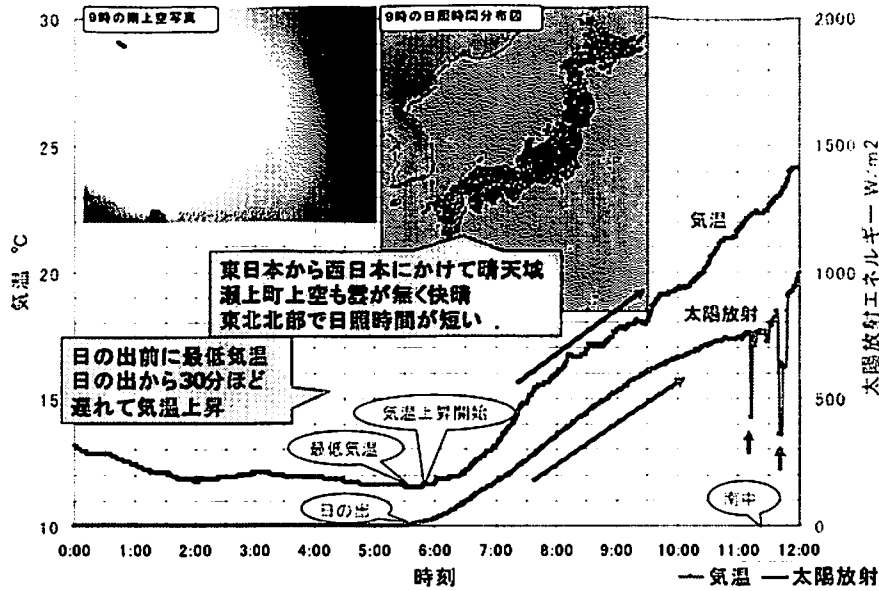 9時の閖上空写真
9時の日照時間分布図
30
25
20
15
10
気温 ℃
2000
1500
1000
500
0
太陽放射エネルギー W/m2
気温
太陽放射
東日本から西日本にかけて晴天域
瀬上町上空も雲が無く快晴
東北北部で日照時間が短い
日の出前に最低気温
日の出から30分ほど
遅れて気温上昇
気温上昇開始
最低気温
日の出
南中
0:00 1:00 2:00 3:00 4:00 5:00 6:00 7:00 8:00 9:00 10:00 11:00 12:00
時刻
気温 太陽放射